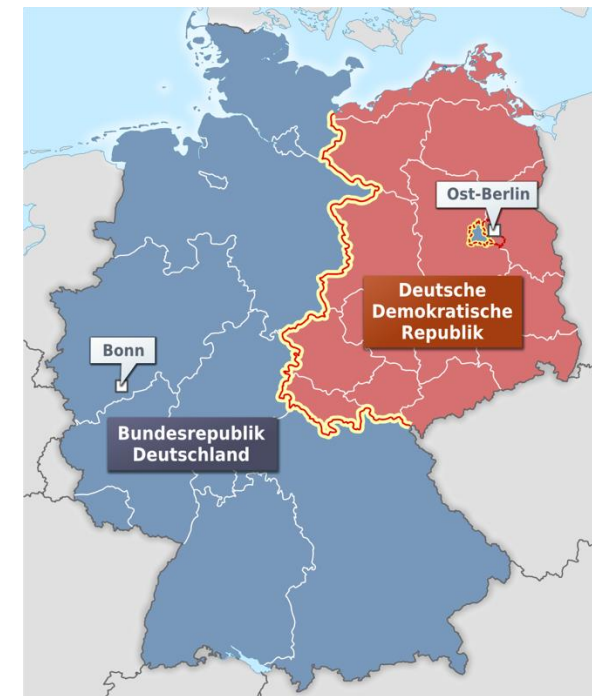 Ost-Berlin
Deutsche
Demokratische
Republik
Bonn
Bundesrepublik
Deutschland